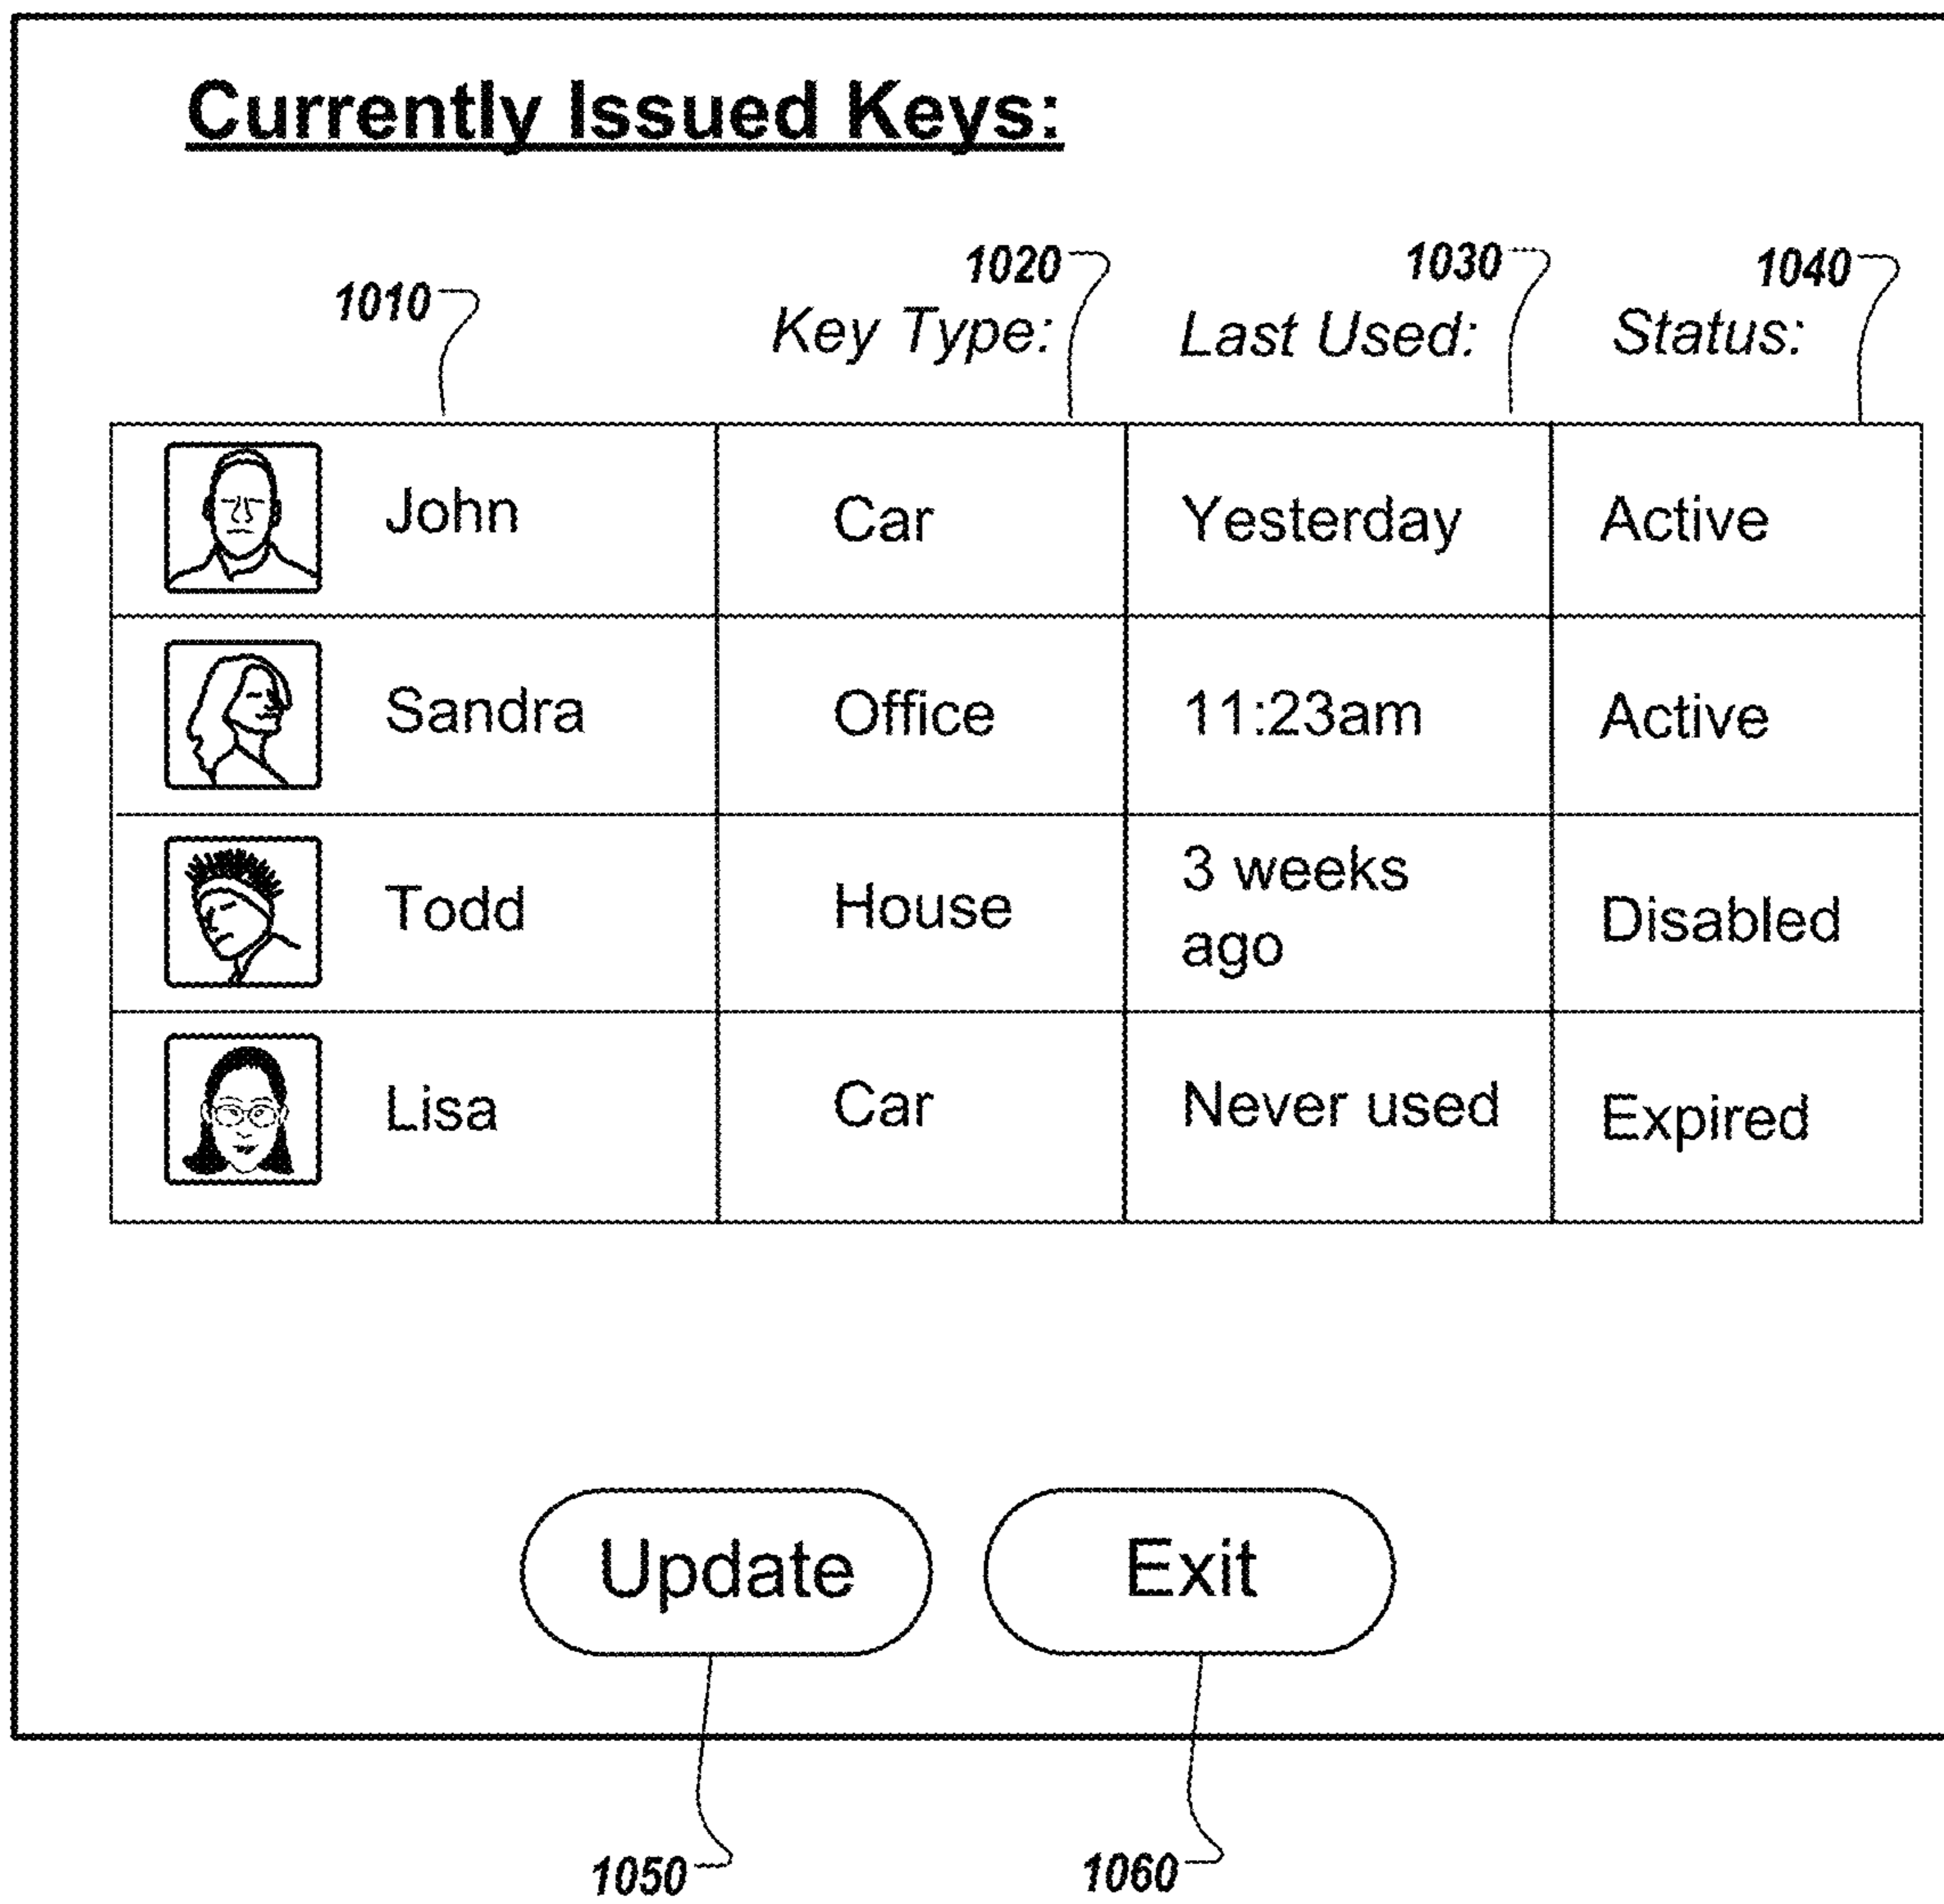 Currently Issued Keys:
1010 1020 1030 1040
Key Type: Last Used: Status:
John Car Yesterday Active
Sandra Office 11:23am Active
Todd House 3 weeks ago Disabled
Lisa Car Never used Expired
Update Exit
1050 1060